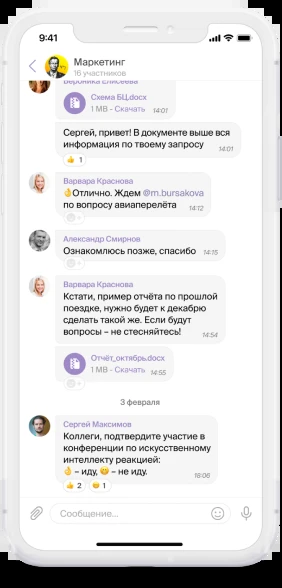 9:41
Маркетинг
16 участников
Вероника Елисеева
Схема БЦ.docx
1 MB - Скачать 14:01
Сергей, привет! В документе выше вся
информация по твоему запросу
14:01
1
Варвара Краснова
Отлично. Ждем @m.bursakova
по вопросу авиаперелёта
14:12
Александр Смирнов
Ознакомлюсь позже, спасибо
14:15
Варвара Краснова
Кстати, пример отчёта по прошлой
поездке, нужно будет к декабрю
сделать такой же. Если будут
вопросы – не стесняйтесь!
14:54
Отчёт_октябрь.docx
1 MB - Скачать 14:55
3 февраля
Сергей Максимов
Коллеги, подтвердите участие в
конференции по искусственному
интеллекту реакцией:
– иду, – не иду.
18:06
2 1
Сообщение...